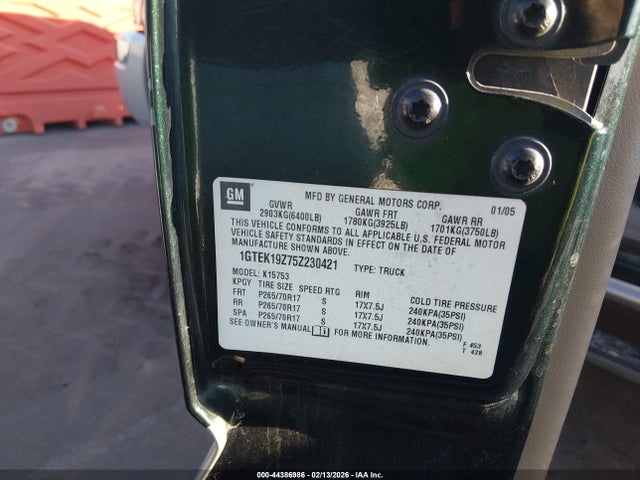 GM
MFD BY GENERAL MOTORS CORP. 01/05
GVWR GAWR FRT GAWR RR
2903KG(6400LB) 1780KG(3925LB) 1701KG(3750LB)
THIS VEHICLE CONFORMS TO ALL APPLICABLE U.S. FEDERAL MOTOR
VEHICLE SAFETY STANDARDS IN EFFECT ON THE DATE OF
MANUFACTURE SHOWN ABOVE.
1GTEK19Z75Z230421 TYPE: TRUCK
MODEL: K15753
KPGY TIRE SIZE SPEED RTG RIM COLD TIRE PRESSURE
FRT P265/70R17 S 17X7.5J 240KPA(35PSI)
RR P265/70R17 S 17X7.5J 240KPA(35PSI)
SPA P265/70R17 S 17X7.5J 240KPA(35PSI)
SEE OWNER'S MANUAL FOR MORE INFORMATION.
F 453
T 428
000-44386986 - 02/13/2026 - IAA Inc.